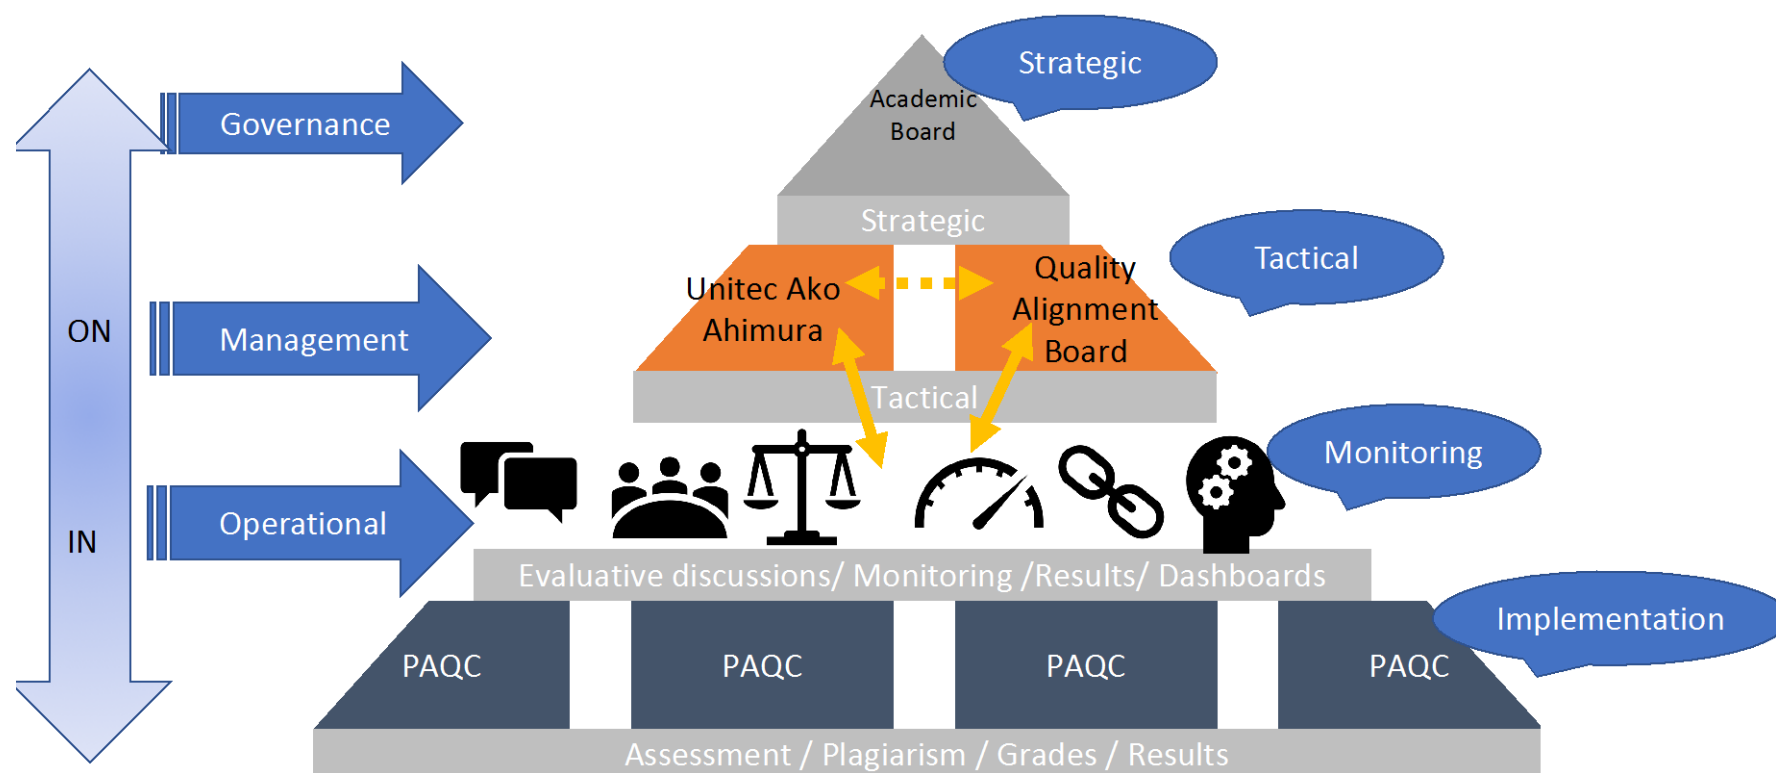 Strategic
Governance
Academic
Board
Strategic
Tactical
Quality
Unitec Ako
Alignment
Ahimura
ON
Management
Board
Tactical
Monitoring
Operational
IN
Evaluative discussions/ Monitoring /Results/ Dashboards
Implementation
PAQC
PAQC
PAQC
PAQC
Assessment / Plagiarism / Grades / Results